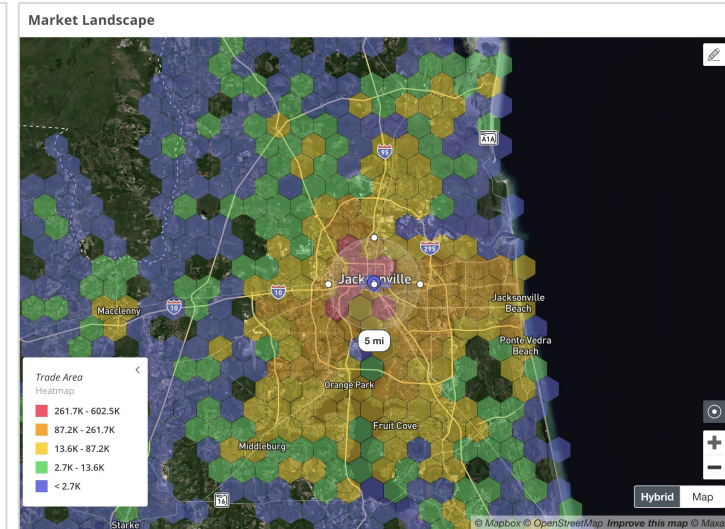 Market Landscape
A1A
95
295
Jacksonville
10
10
Macclenny
Jacksonville
Beach
5 mi
Ponte Vedra
Beach
Trade Area
Heatmap
261.7K - 602.5K
87.2K - 261.7K
13.6K - 87.2K
2.7K - 13.6K
< 2.7K
Orange Park
Fruit Cove
Middleburg
16
Starke
Hybrid
Map
© Mapbox © OpenStreetMap Improve this map © Maxa